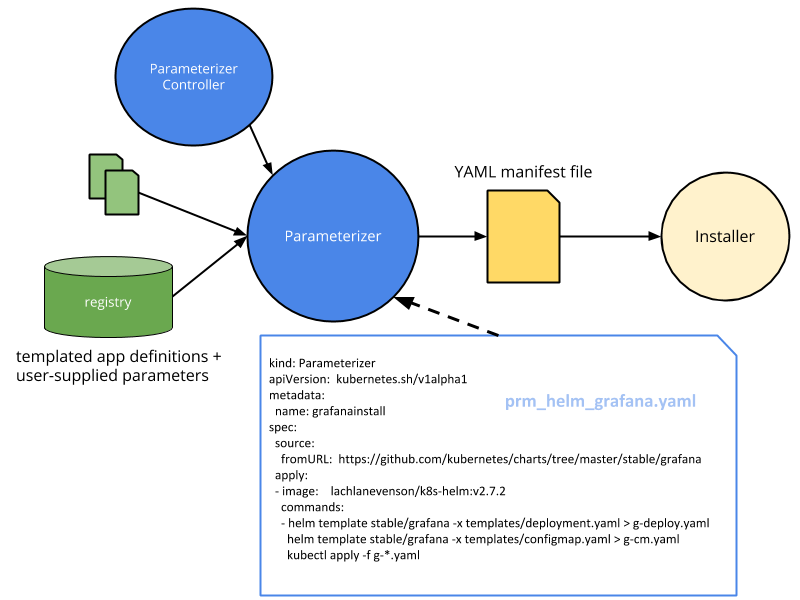 Parameterizer
Controller
YAML manifest file
Parameterizer
Installer
registry
templated app definitions +
user-supplied parameters
kind: Parameterizer
apiVersion:  kubernetes.sh/v1alpha1
metadata:
  name: grafanainstall
prm_helm_grafana.yaml
spec:
  source:
    fromURL:  https://github.com/kubernetes/charts/tree/master/stable/grafana
  apply:
  - image:    lachlanevenson/k8s-helm:v2.7.2
    commands:
    - helm template stable/grafana -x templates/deployment.yaml > g-deploy.yaml
      helm template stable/grafana -x templates/configmap.yaml > g-cm.yaml
      kubectl apply -f g-*.yaml